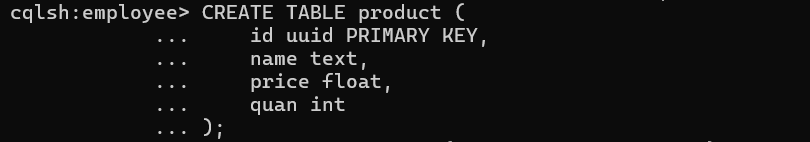 cqlsh:employee> CREATE TABLE product (
... id uuid PRIMARY KEY,
... name text,
... price float,
... quan int
... );